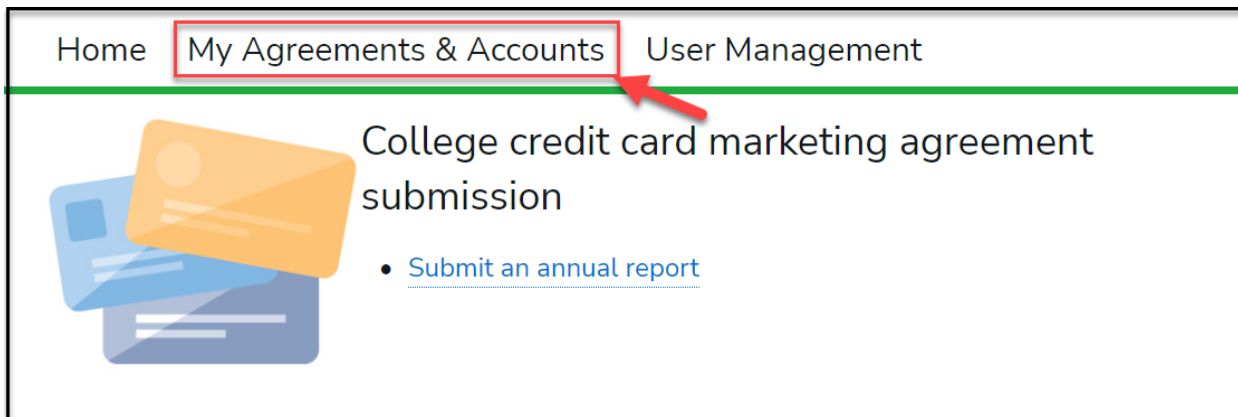 Home My Agreements & Accounts User Management
College credit card marketing agreement
submission
• Submit an annual report